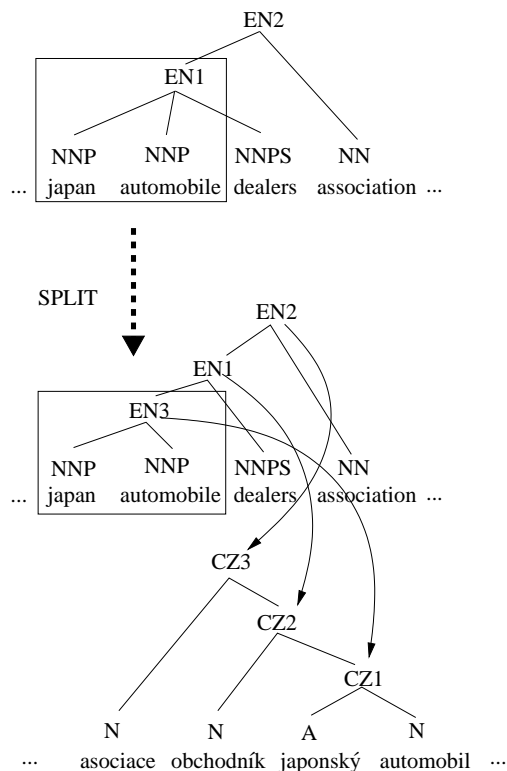 EN2
EN1
NNP NNP NNPS NN
... japan automobile dealers association ...
SPLIT
EN2
EN1
EN3
NNP NNP NNPS NN
... japan automobile dealers association ...
CZ3
CZ2
CZ1
N N A N
... asociace obchodník japonský automobil ...